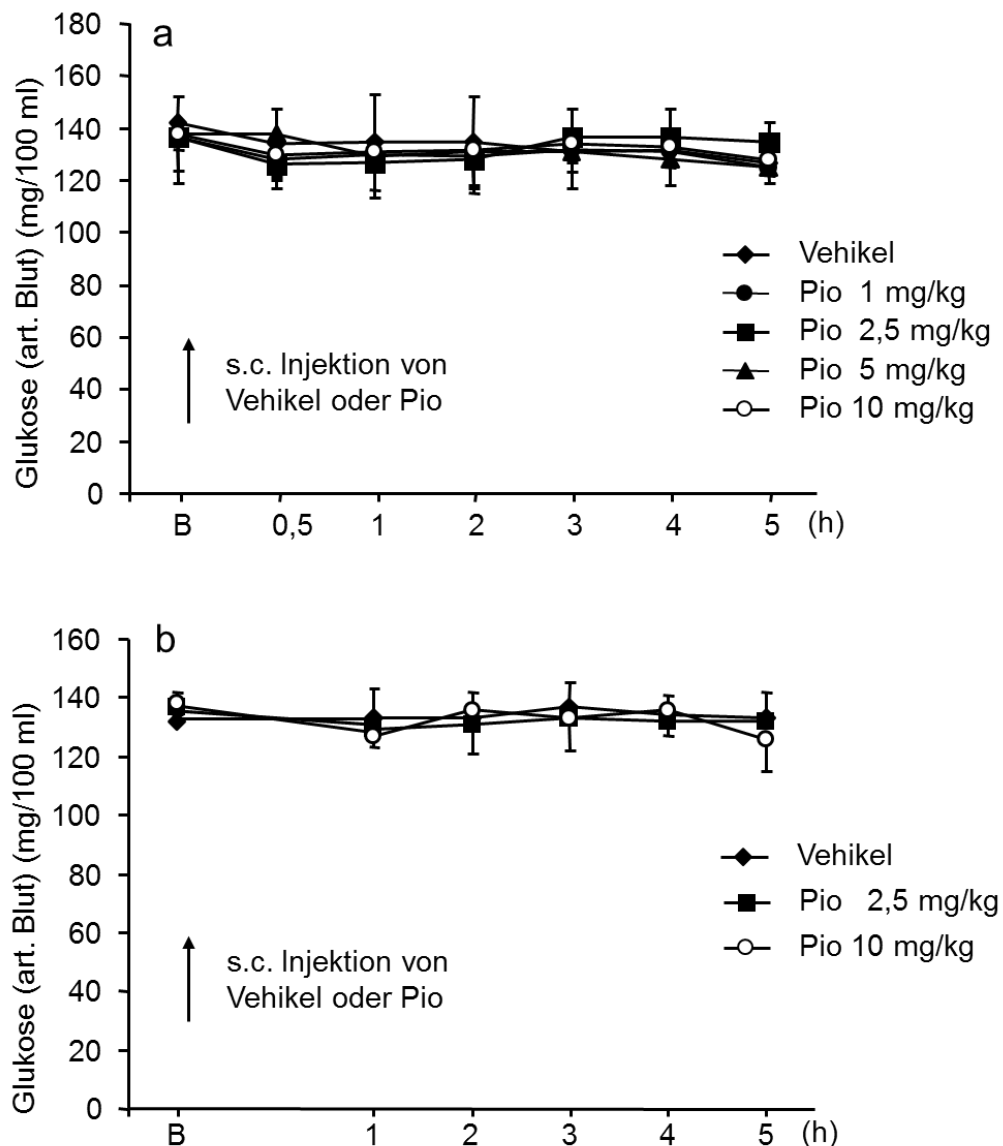 a
180
160
140
120
100
80
60
40
20
0
Glukose (art. Blut) (mg/100 ml)
s.c. Injektion von
Vehikel oder Pio
Vehikel
Pio 1 mg/kg
Pio 2,5 mg/kg
Pio 5 mg/kg
Pio 10 mg/kg
B 0,5 1 2 3 4 5 (h)
b
160
140
120
100
80
60
40
20
0
Glukose (art. Blut) (mg/100 ml)
s.c. Injektion von
Vehikel oder Pio
Vehikel
Pio 2,5 mg/kg
Pio 10 mg/kg
B 1 2 3 4 5 (h)